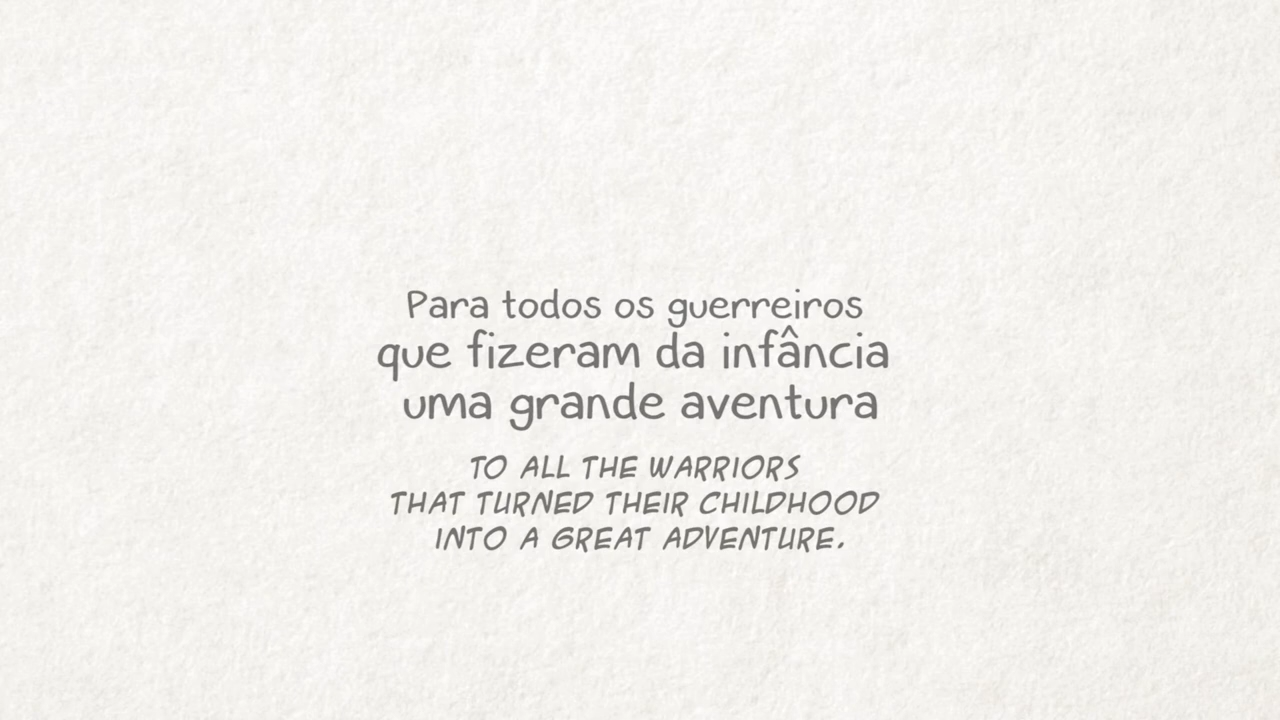 Para todos os guerreiros
que fizeram da infância
uma grande aventura
TO ALL THE WARRIORS
THAT TURNED THEIR CHILDHOOD
INTO A GREAT ADVENTURE.